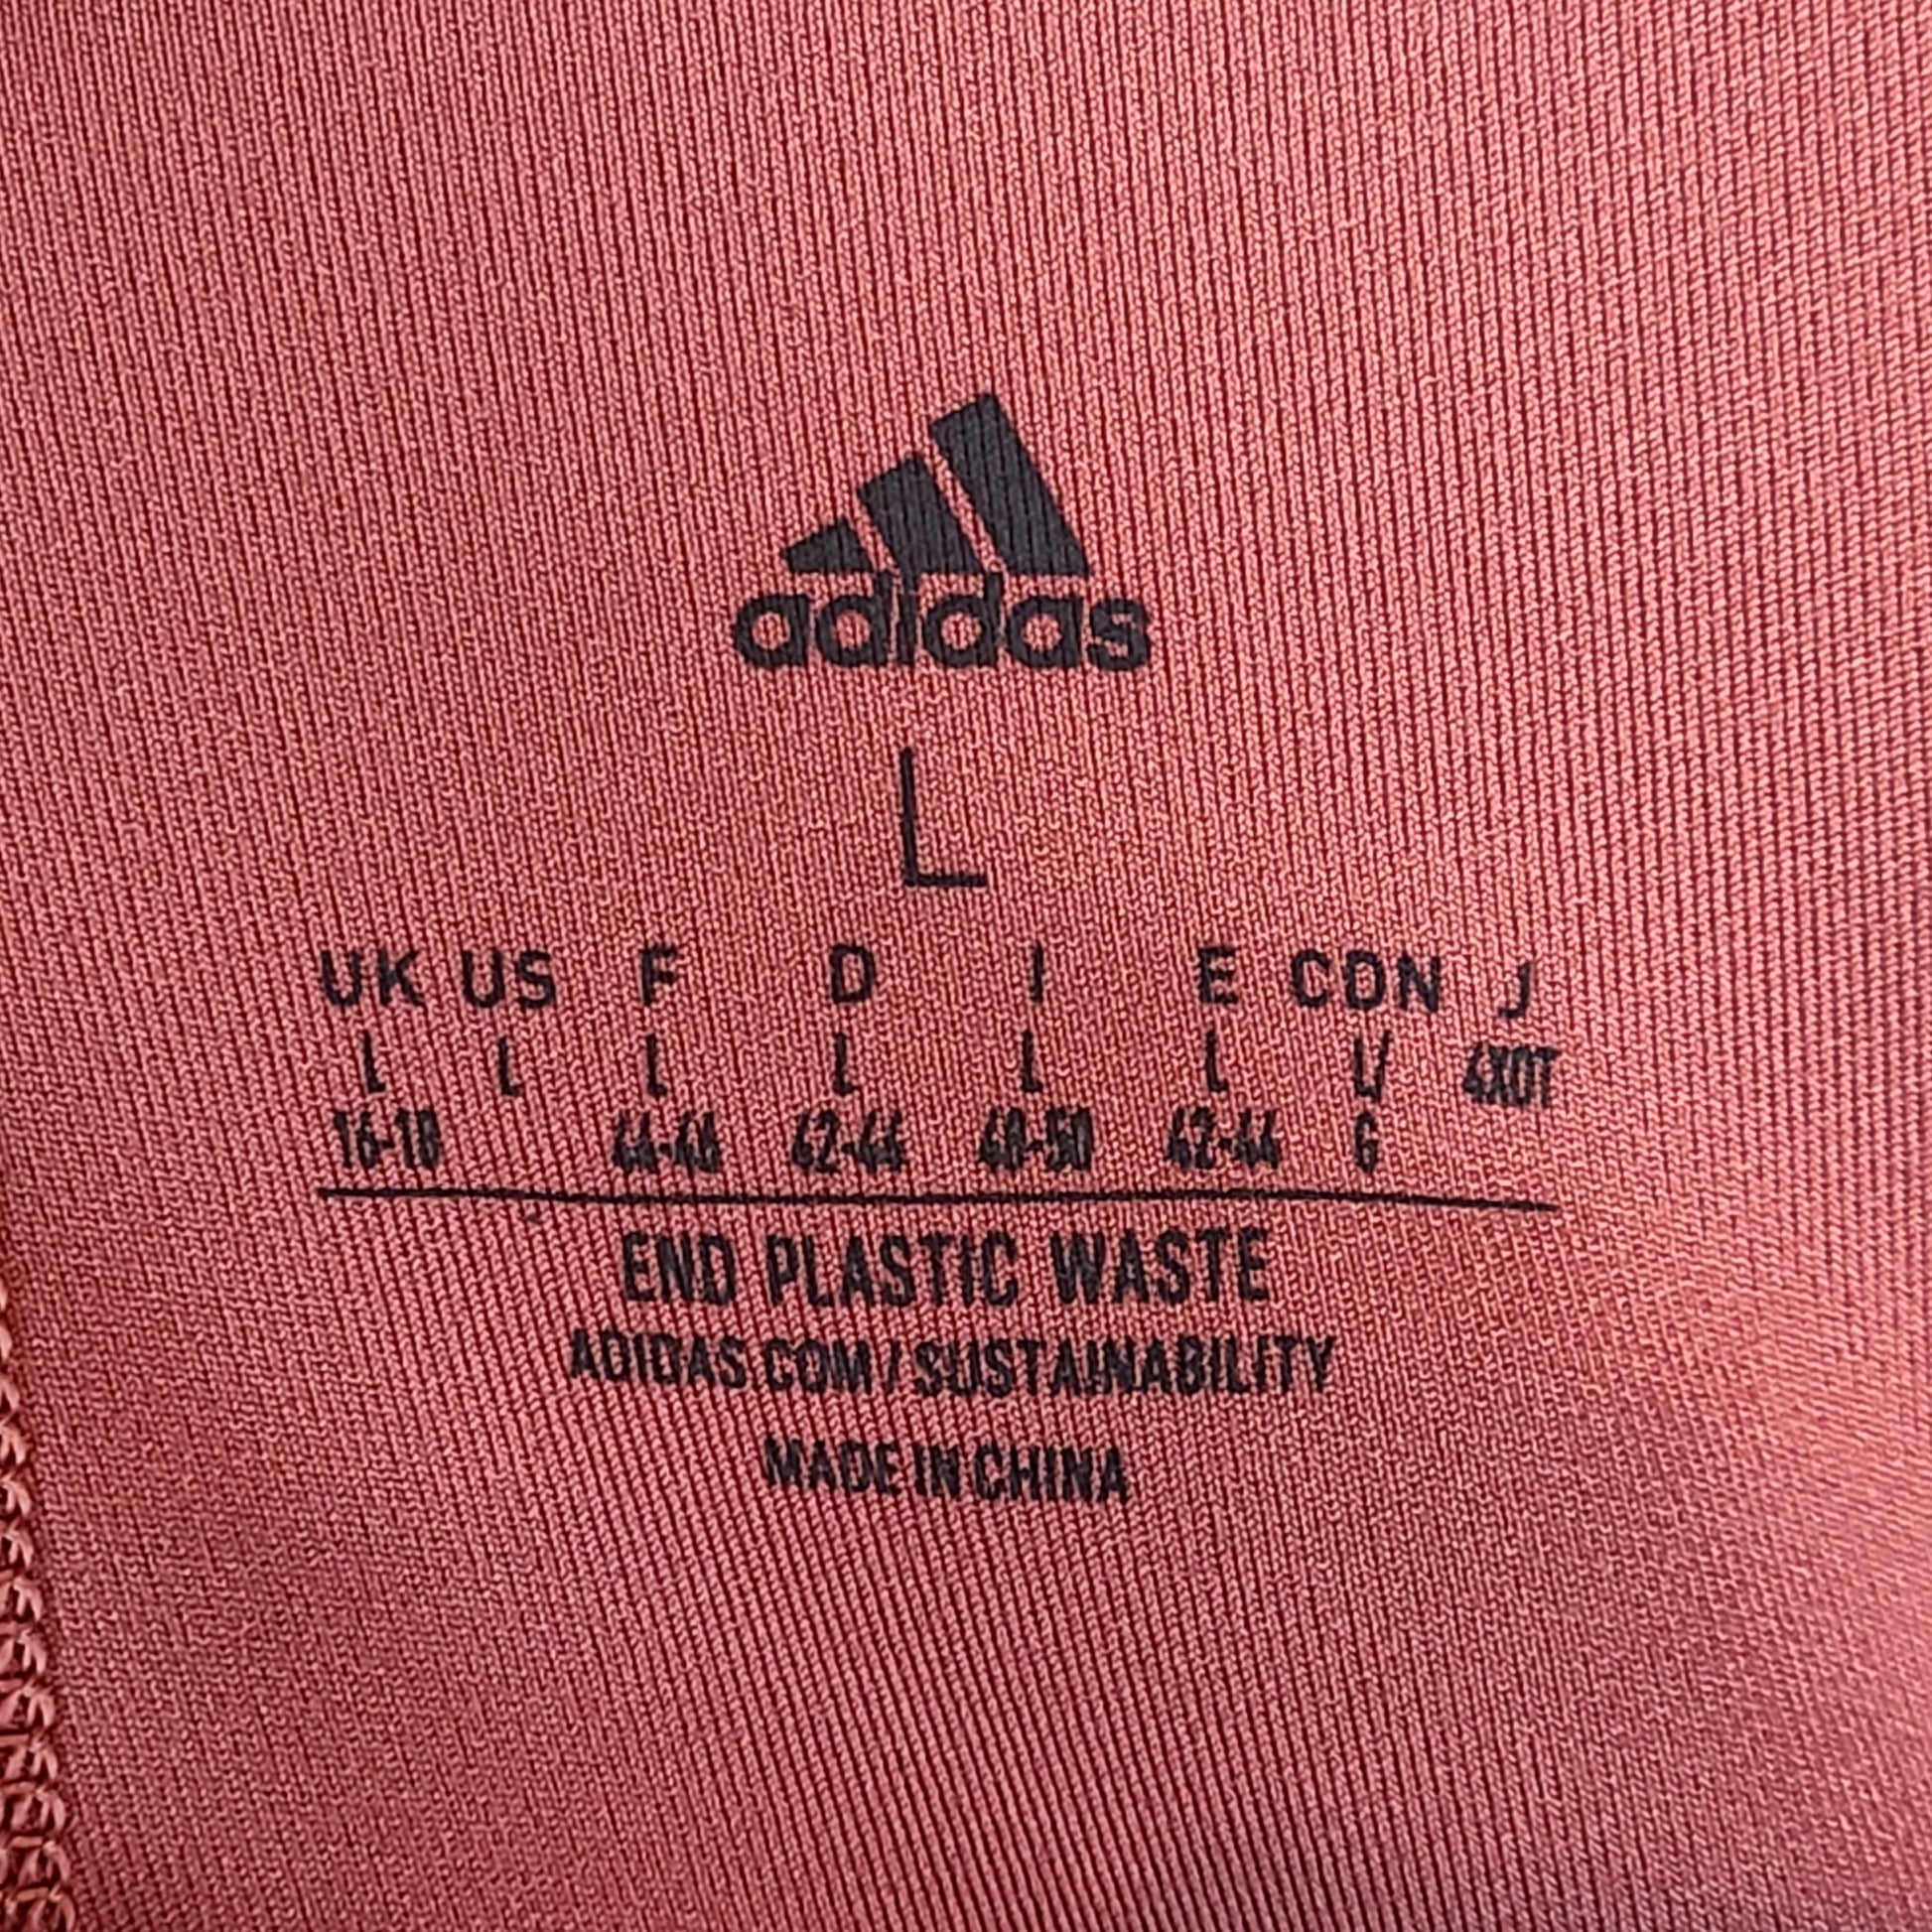 adidas
L
UK US F D I E CDN J
L L L L L L L/ 4XOT
16-18 44-46 42-44 48-50 42-44 G
END PLASTIC WASTE
ADIDAS.COM/SUSTAINABILITY
MADE IN CHINA